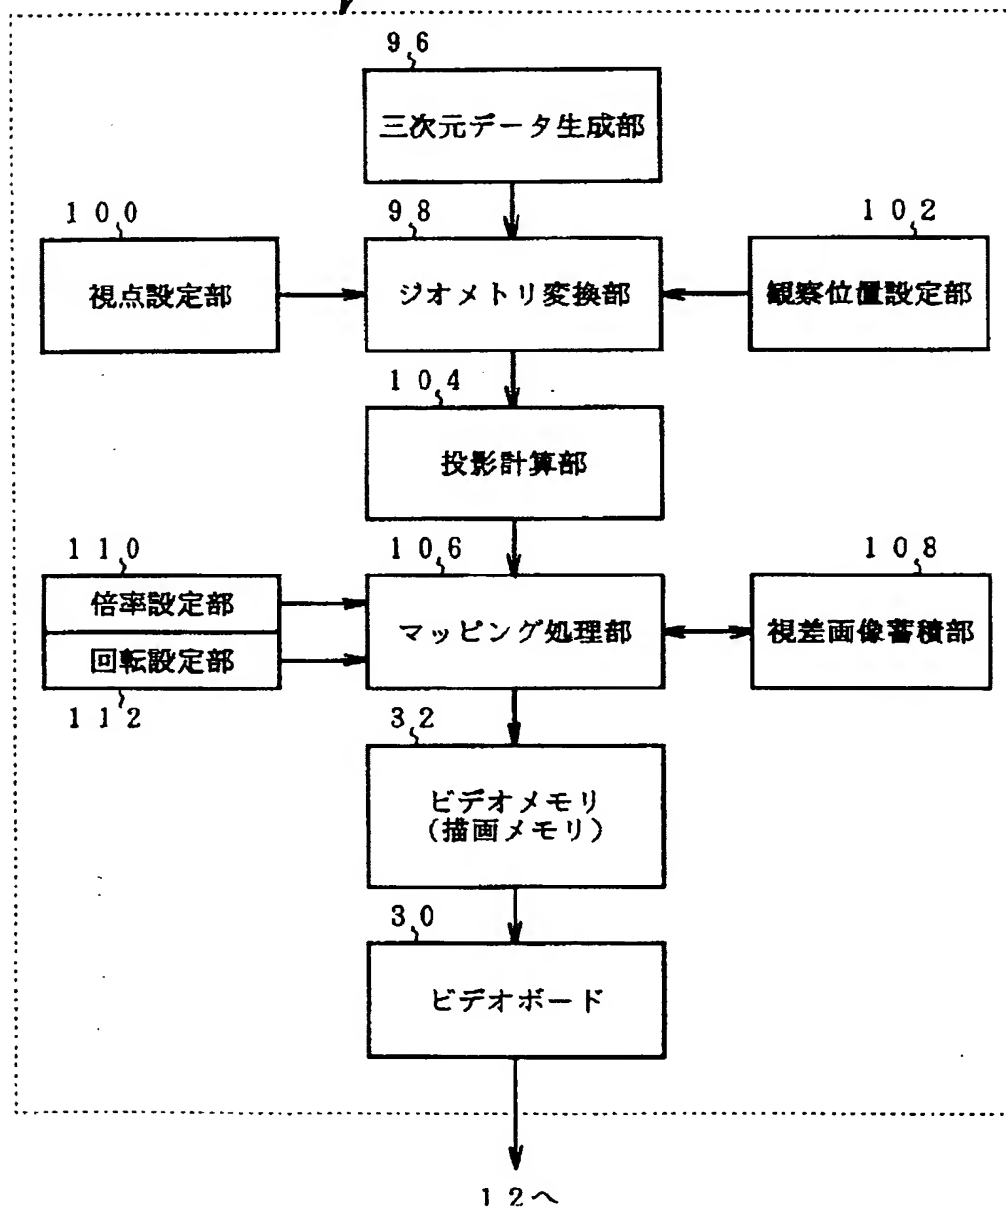 96
三次元データ生成部
100
98
102
視点設定部
ジオメトリ変換部
観察位置設定部
104
投影計算部
110
106
108
倍率設定部
マッピング処理部
視差画像蓄積部
回転設定部
112
32
ビデオメモリ
(描画メモリ)
30
ビデオボード
12へ